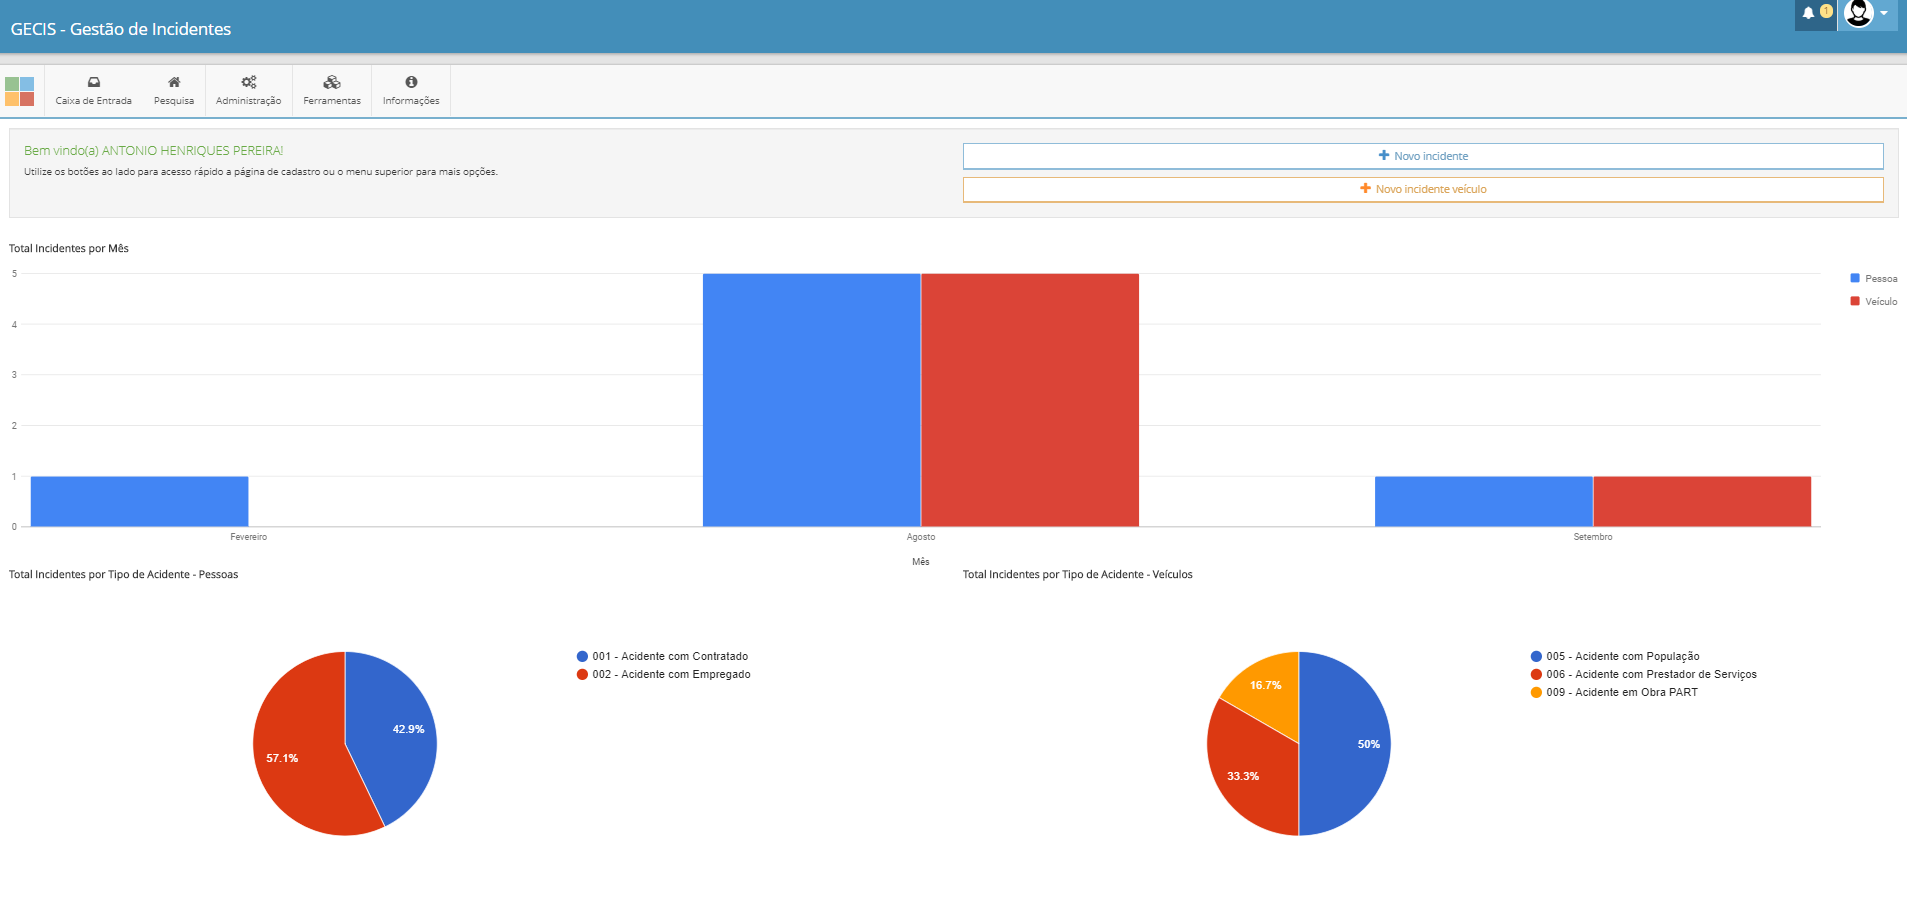 GECIS - Gestão de Incidentes
1
Caixa de Entrada
Pesquisa
Administração
Ferramentas
Informações
Bem vindo(a) ANTONIO HENRIQUES PEREIRA!
Utilize os botões ao lado para acesso rápido a página de cadastro ou o menu superior para mais opções.
Novo incidente
Novo incidente veículo
Total Incidentes por Mês
5
4
3
2
1
0
Pessoa
Veículo
Fevereiro
Agosto
Setembro
Mês
Total Incidentes por Tipo de Acidente - Pessoas
42.9%
57.1%
001 - Acidente com Contratado
002 - Acidente com Empregado
Total Incidentes por Tipo de Acidente - Veículos
16.7%
50%
33.3%
005 - Acidente com População
006 - Acidente com Prestador de Serviços
009 - Acidente em Obra PART